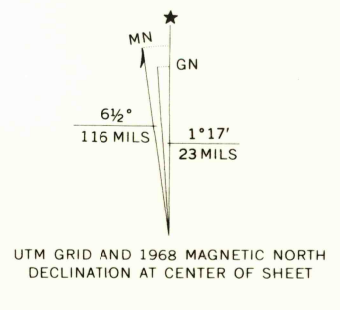 MN
GN
6½°
116 MILS
1°17'
23 MILS
UTM GRID AND 1968 MAGNETIC NORTH
DECLINATION AT CENTER OF SHEET